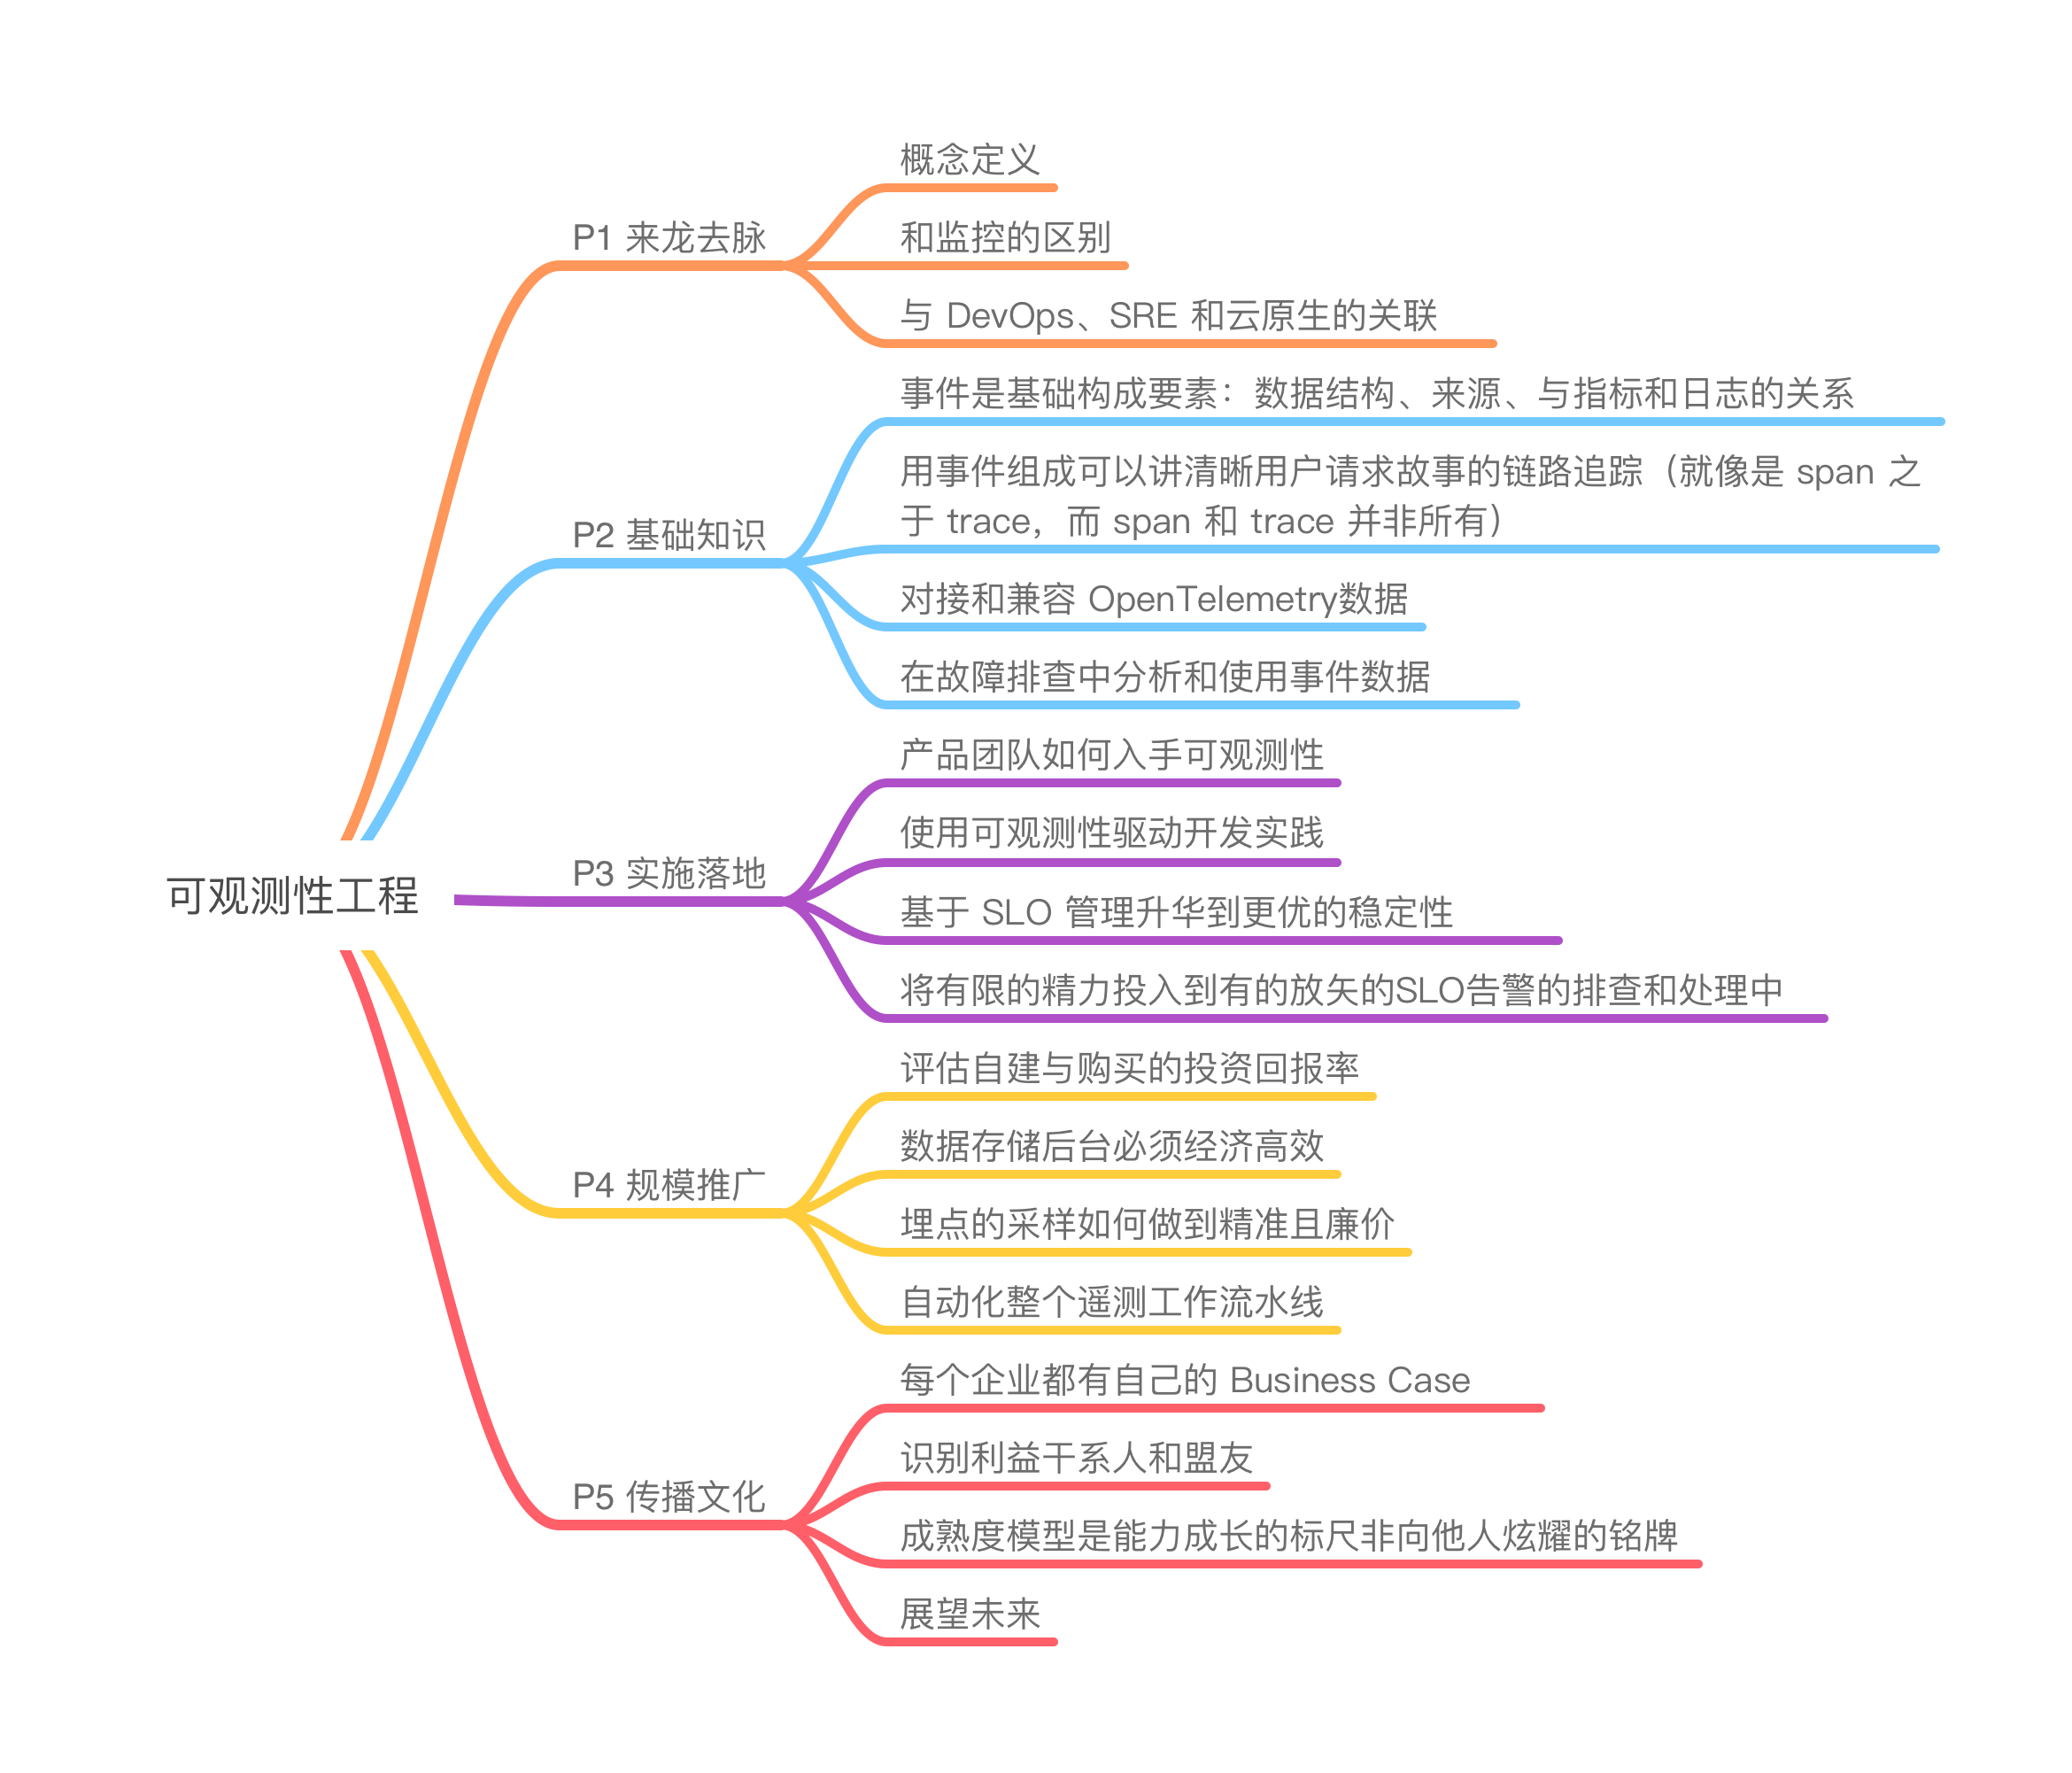 可观测性工程
P1 来龙去脉
概念定义
和监控的区别
与 DevOps、SRE 和云原生的关联
P2 基础知识
事件是基础构成要素：数据结构、来源、与指标和日志的关系
用事件组成可以讲清晰用户请求故事的链路追踪（就像是 span 之
于 trace，而 span 和 trace 并非所有）
对接和兼容 OpenTelemetry数据
在故障排查中分析和使用事件数据
P3 实施落地
产品团队如何入手可观测性
使用可观测性驱动开发实践
基于 SLO 管理升华到更优的稳定性
将有限的精力投入到有的放矢的SLO告警的排查和处理中
P4 规模推广
评估自建与购买的投资回报率
数据存储后台必须经济高效
埋点的采样如何做到精准且廉价
自动化整个遥测工作流水线
P5 传播文化
每个企业都有自己的 Business Case
识别利益干系人和盟友
成熟度模型是能力成长的标尺非向他人炫耀的铭牌
展望未来